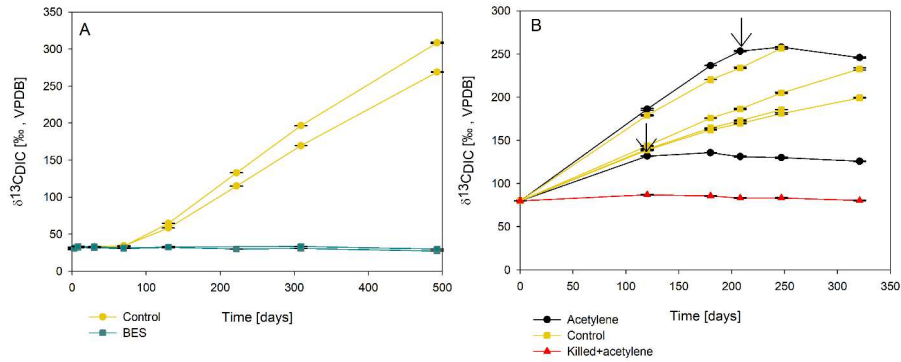 A
δ13CDIC [‰ , VPDB]
350
300
250
200
150
100
50
0
0 100 200 300 400 500
Time [days]
Control
BES
B
δ13CDIC [‰ , VPDB]
300
250
200
150
100
50
0
0 50 100 150 200 250 300 350
Time [days]
Acetylene
Control
Killed+acetylene